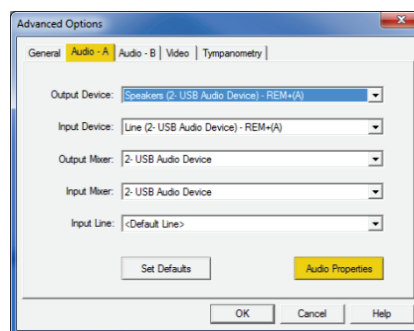 Advanced Options
General Audio - A Audio - B Video Tympanometry
Output Device: Speakers (2- USB Audio Device) - REM+(A)
Input Device: Line (2- USB Audio Device) - REM+(A)
Output Mixer: 2- USB Audio Device
Input Mixer: 2- USB Audio Device
Input Line: <Default Line>
Set Defaults Audio Properties
OK Cancel Help